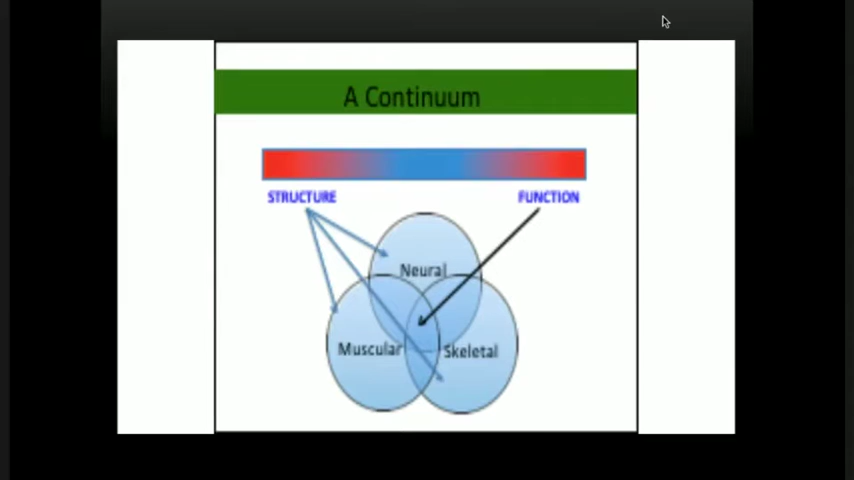 A Continuum
STRUCTURE FUNCTION
Neural
Muscular Skeletal